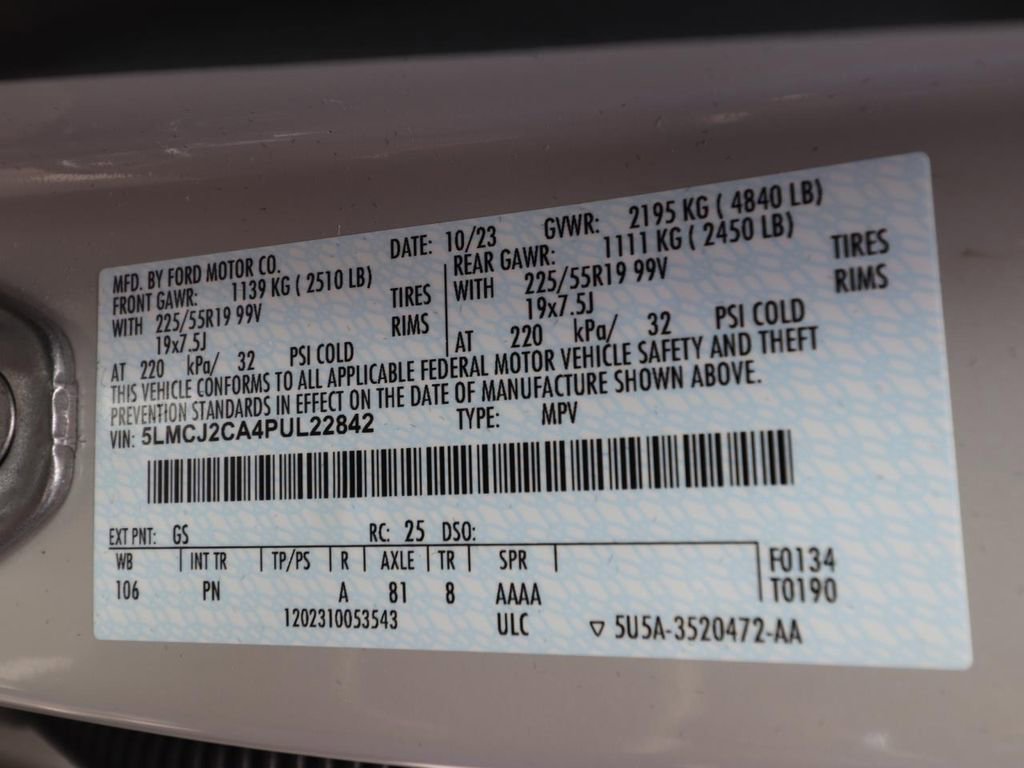 MFD. BY FORD MOTOR CO. DATE: 10/23 GVWR: 2195 KG ( 4840 LB)
FRONT GAWR: 1139 KG ( 2510 LB) REAR GAWR: 1111 KG ( 2450 LB)
WITH 225/55R19 99V TIRES WITH 225/55R19 99V TIRES
19x7.5J RIMS 19x7.5J RIMS
AT 220 kPa/ 32 PSI COLD AT 220 kPa/ 32 PSI COLD
THIS VEHICLE CONFORMS TO ALL APPLICABLE FEDERAL MOTOR VEHICLE SAFETY AND THEFT
PREVENTION STANDARDS IN EFFECT ON THE DATE OF MANUFACTURE SHOWN ABOVE.
VIN: 5LMCJ2CA4PUL22842 TYPE: MPV
EXT PNT: GS RC: 25 DSO:
WB INT TR TP/PS R AXLE TR SPR F0134
106 PN A 81 8 AAAA T0190
1202310053543 ULC ▽ 5U5A-3520472-AA